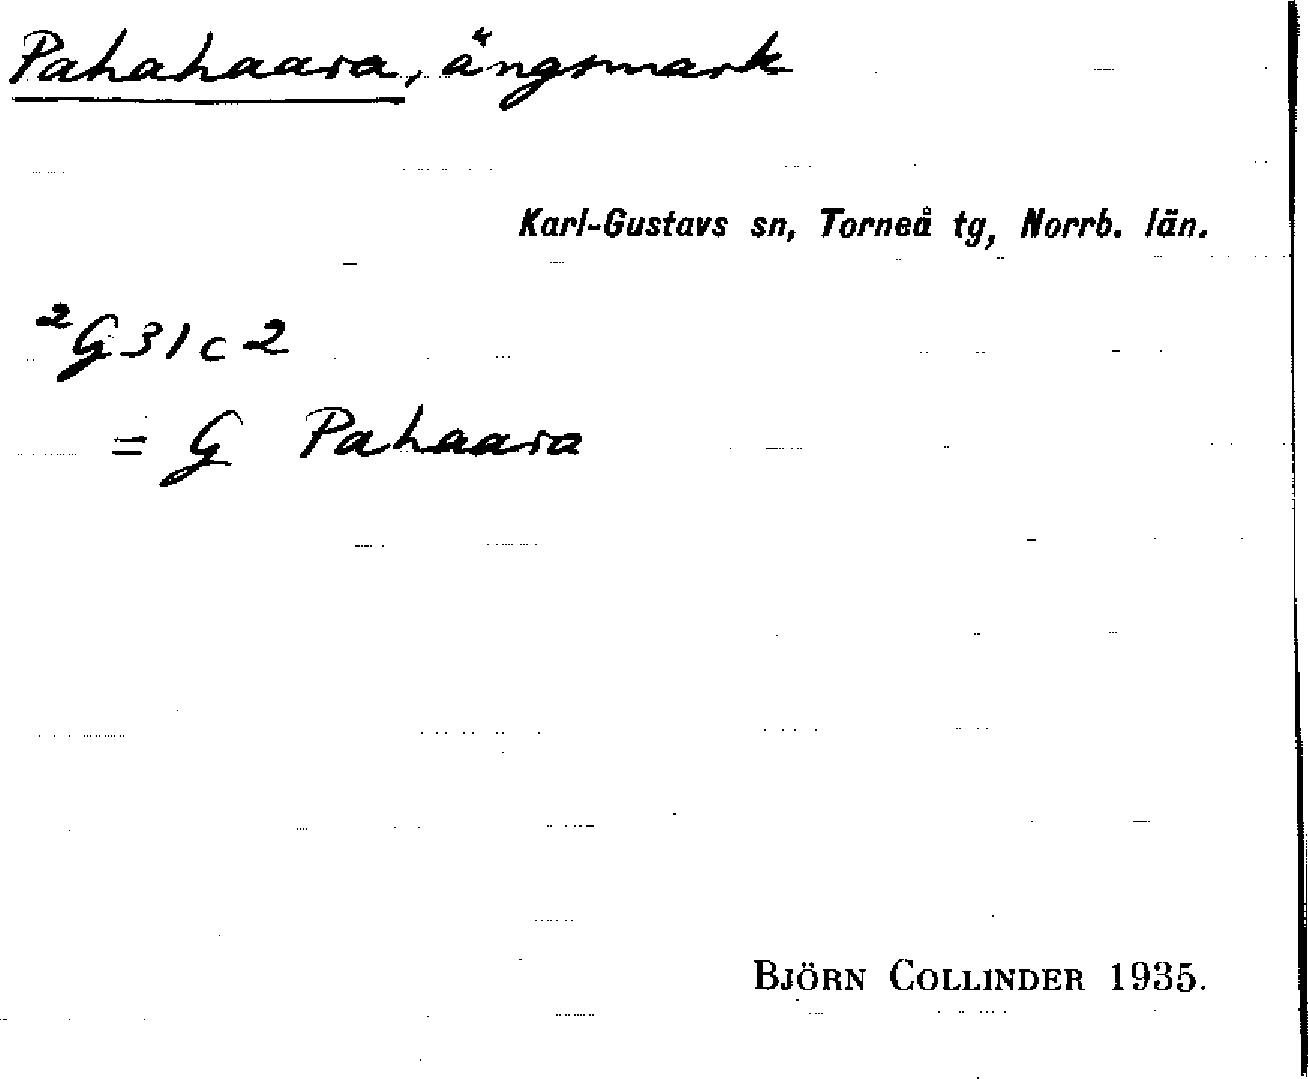 Pahahaara, ängsmark
Karl-Gustavs sn, Torneå tg, Norrb. län.
²G31c2
= G Pahaara
BJÖRN COLLINDER 1935.